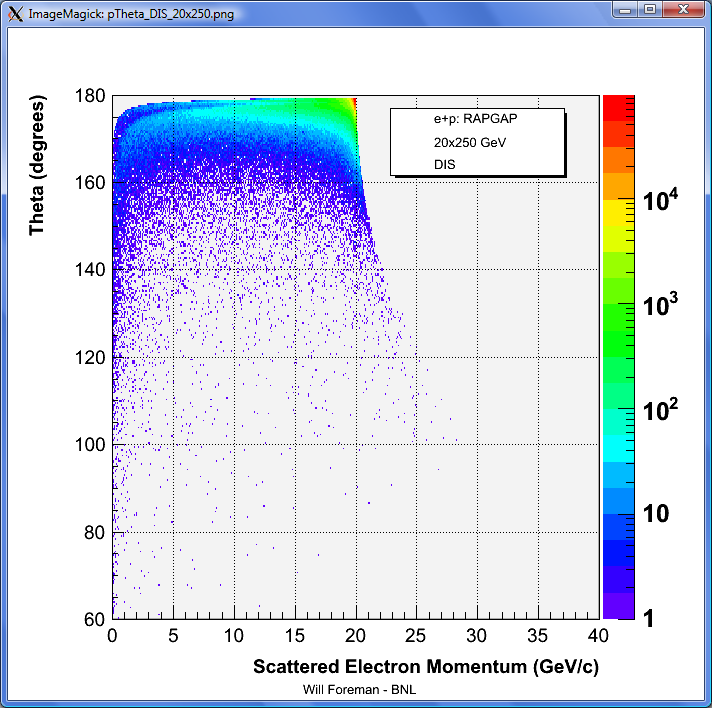 ImageMagick: pTheta_DIS_20x250.png
Theta (degrees)
180
160
140
120
100
80
60
e+p: RAPGAP
20x250 GeV
DIS
10^4
10^3
10^2
10
1
0 5 10 15 20 25 30 35 40
Scattered Electron Momentum (GeV/c)
Will Foreman - BNL